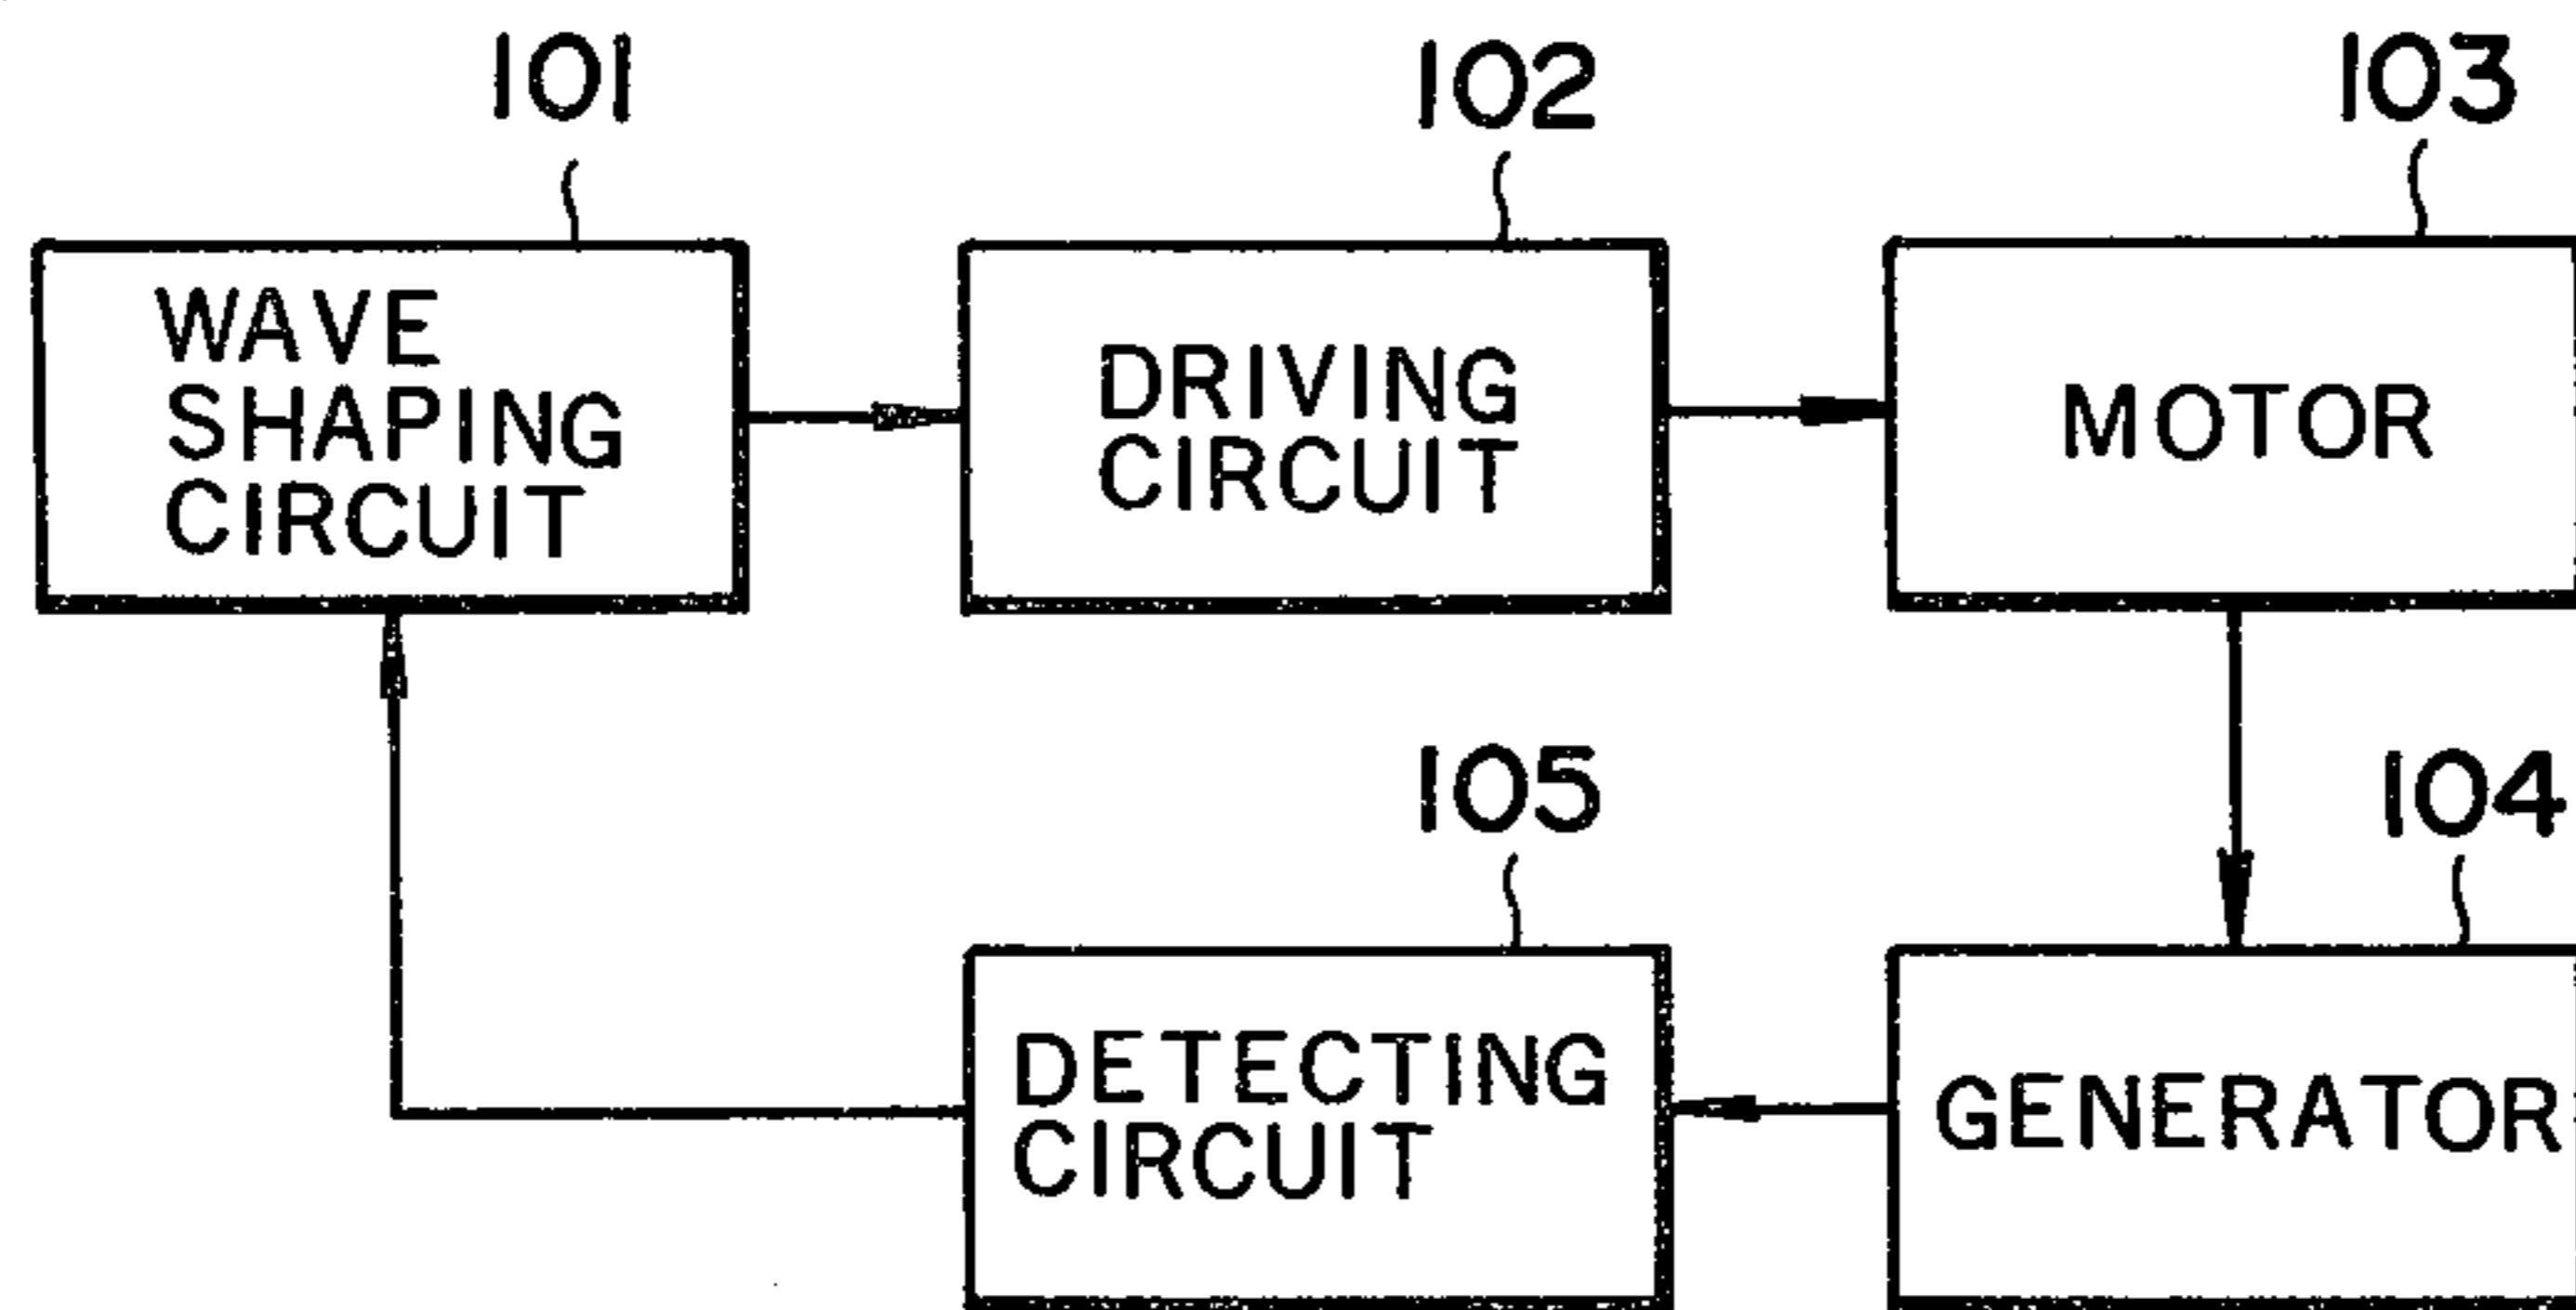 101
102
103
WAVE
SHAPING
CIRCUIT
DRIVING
CIRCUIT
MOTOR
105
104
DETECTING
CIRCUIT
GENERATOR